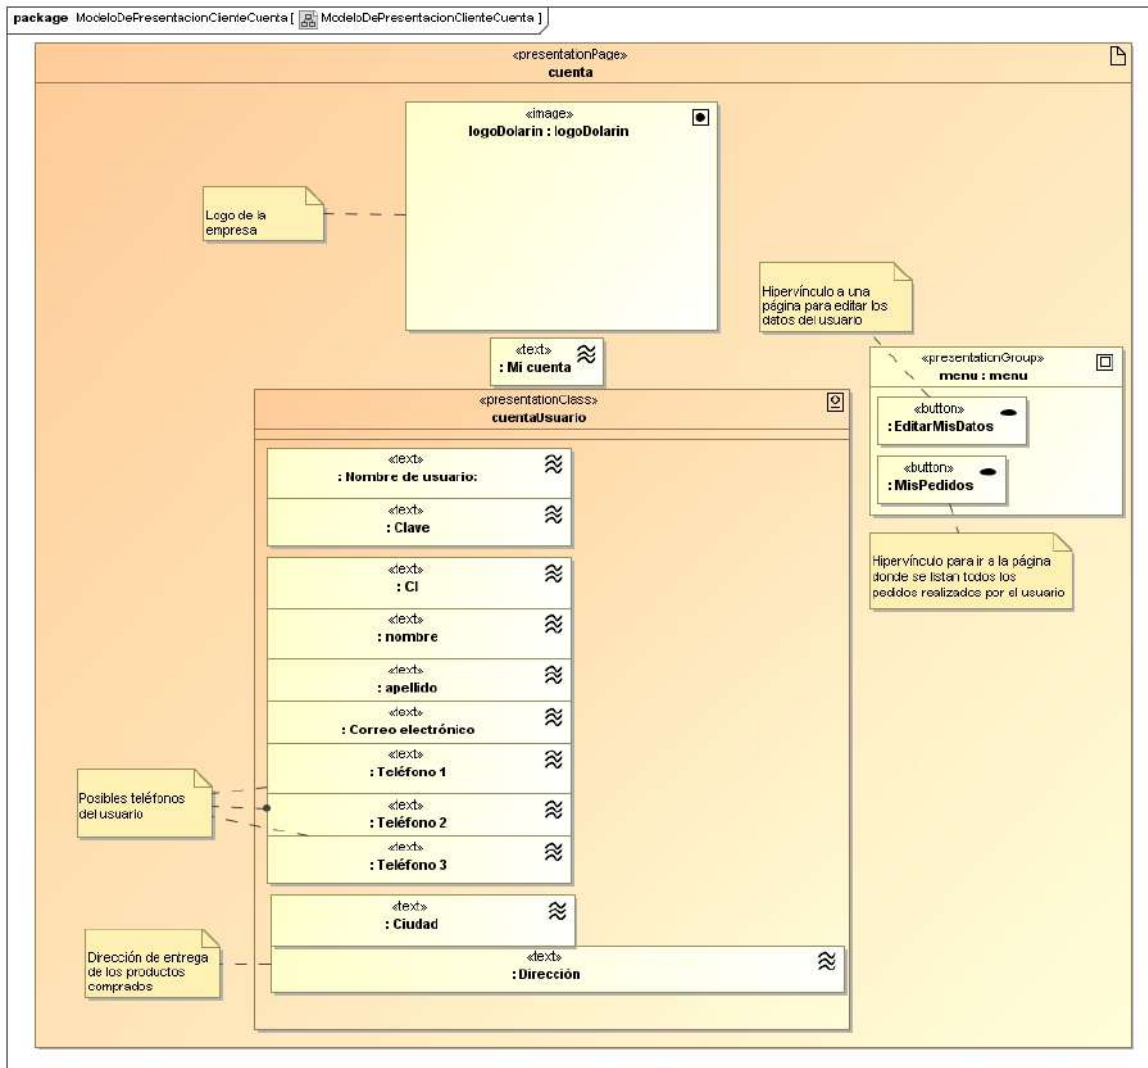 package ModeloDePresentacionClienteCuenta [ ModeloDePresentacionClienteCuenta ]
«presentationPage»
cuenta
«image»
logoDolarin : logoDolarin
Logo de la
empresa
Hipervínculo a una
página para editar los
datos del usuario
«text»
: Mi cuenta
«presentationGroup»
menu : menu
«button»
: EditarMisDatos
«button»
: MisPedidos
Hipervínculo para ir a la página
donde se listan todos los
pedidos realizados por el usuario
«presentationClass»
cuentaUsuario
«text»
: Nombre de usuario:
«text»
: Clave
«text»
: CI
«text»
: nombre
«text»
: apellido
«text»
: Correo electrónico
«text»
: Teléfono 1
«text»
: Teléfono 2
«text»
: Teléfono 3
Posibles teléfonos
del usuario
«text»
: Ciudad
«text»
: Dirección
Dirección de entrega
de los productos
comprados